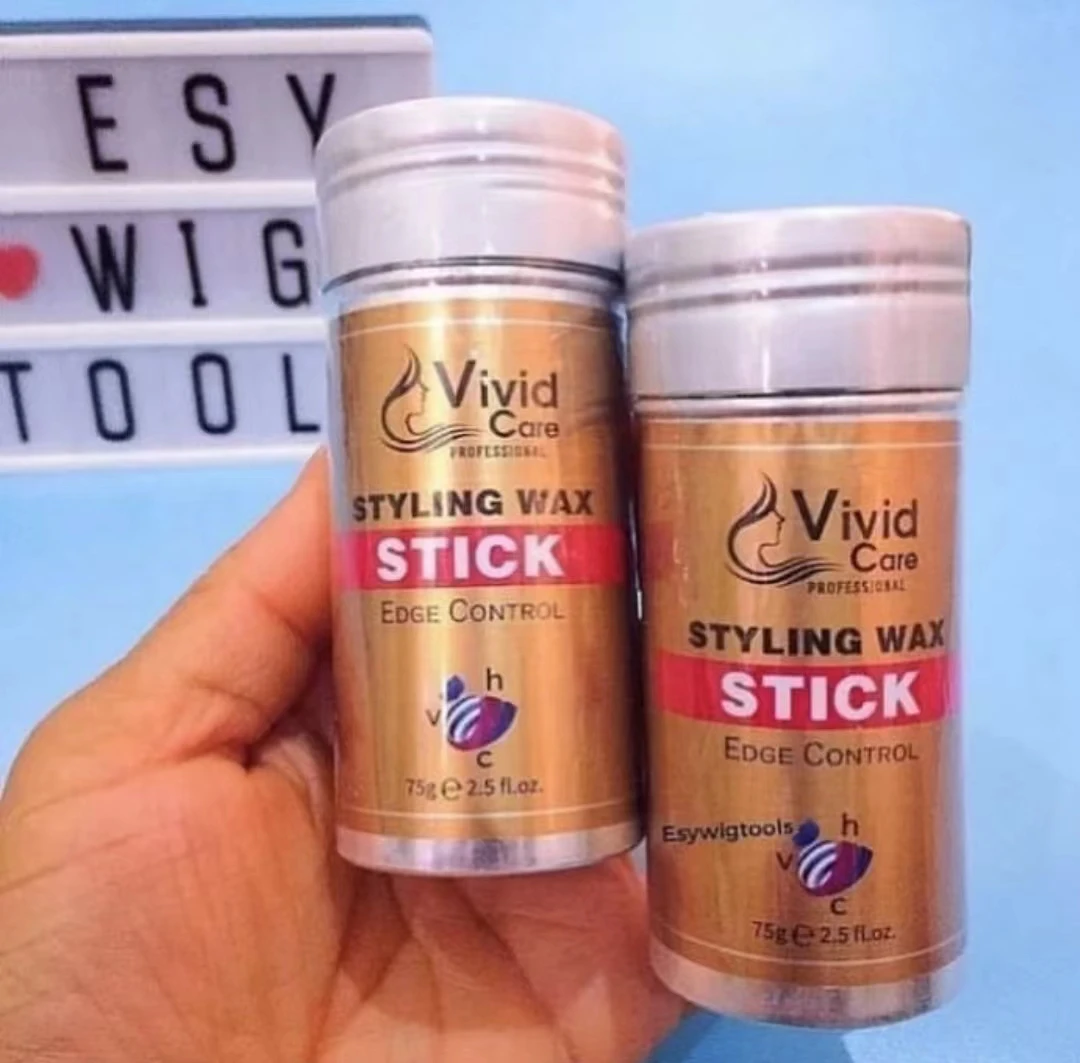 ESY
WIG
TOOL
Vivid
Care
PROFESSIONAL
STYLING WAX
STICK
EDGE CONTROL
h
v
c
75g ℮ 2.5 fl.oz.
Vivid
Care
PROFESSIONAL
STYLING WAX
STICK
EDGE CONTROL
Esywigtools
h
v
c
75g ℮ 2.5 fl.oz.